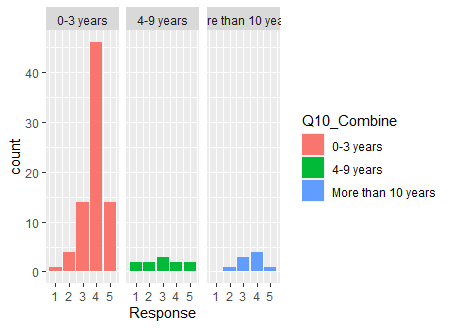 0-3 years
4-9 years
re than 10 yea
count
40
30
20
10
0
1 2 3 4 5
1 2 3 4 5
1 2 3 4 5
Response
Q10_Combine
0-3 years
4-9 years
More than 10 years